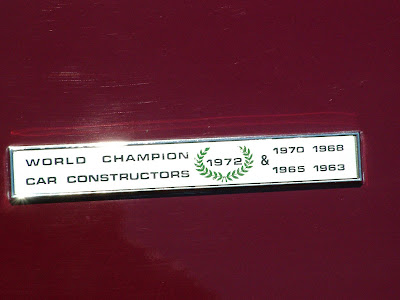 WORLD CHAMPION
CAR CONSTRUCTORS
1972
&
1970 1968
1965 1963